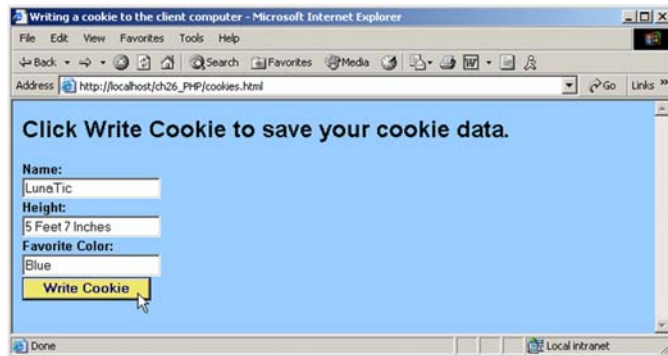 Writing a cookie to the client computer - Microsoft Internet Explorer
File Edit View Favorites Tools Help
Back Search Favorites Media
Address http://localhost/ch26_PHP/cookies.html Go Links »
Click Write Cookie to save your cookie data.
Name:
LunaTic
Height:
5 Feet 7 Inches
Favorite Color:
Blue
Write Cookie
Done Local intranet